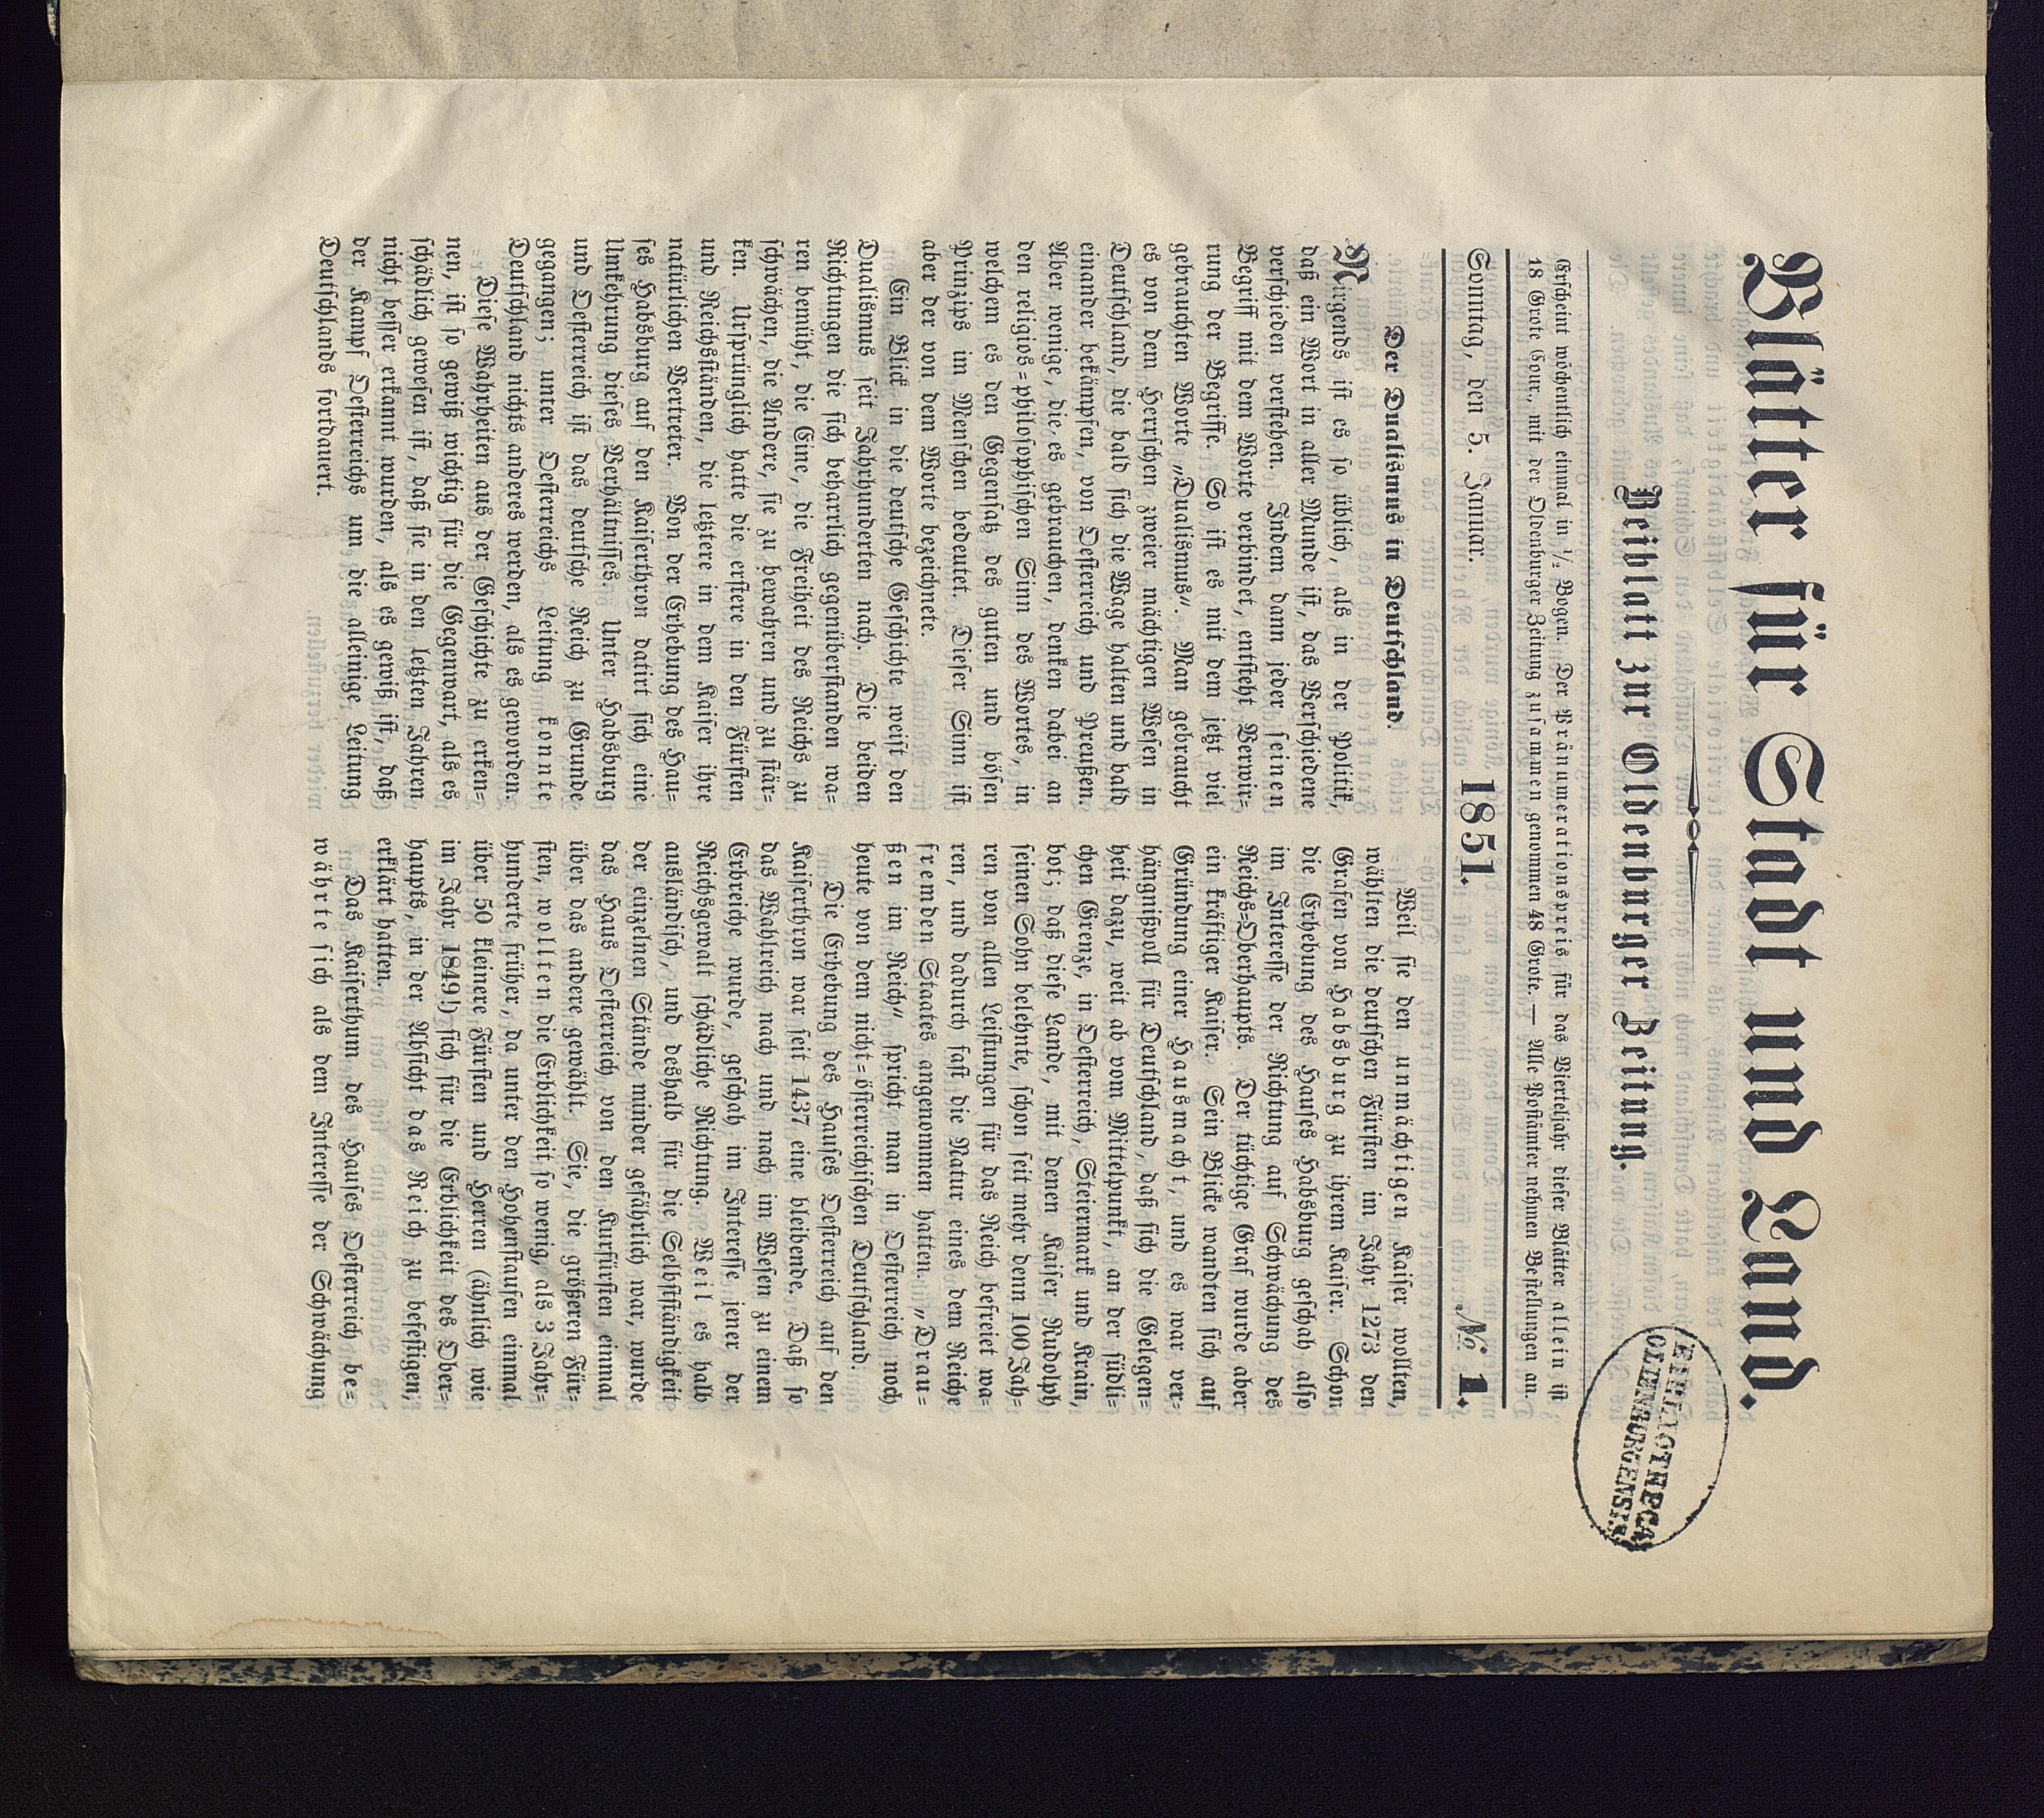 Blätter für Stadt und Land.
Beiblatt zur Oldenburger Zeitung.
Erscheint wöchentlich einmal in ½ Bogen. Der Pränumerationspreis für das Vierteljahr dieser Blätter allein ist
18 Grote Cour., mit der Oldenburger Zeitung zusammen genommen 48 Grote. — Alle Postämter nehmen Bestellungen an.
Sonntag, den 5. Januar. 1851. № 1.
Der Dualismus in Deutschland.
Nirgends ist es so üblich, als in der Politik,
daß ein Wort in aller Munde ist, das Verschiedene
verschieden verstehen. Indem dann jeder seinen
Begriff mit dem Worte verbindet, entsteht Verwir=
rung der Begriffe. So ist es mit dem jetzt viel
gebrauchten Worte „Dualismus“. Man gebraucht
es von dem Herrschen zweier mächtigen Wesen in
Deutschland, die bald sich die Wage halten und bald
einander bekämpfen, von Oesterreich und Preußen.
Aber wenige, die es gebrauchen, denken dabei an
den religiös=philosophischen Sinn des Wortes, in
welchem es den Gegensatz des guten und bösen
Prinzips im Menschen bedeutet. Dieser Sinn ist
aber der von dem Worte bezeichnete.
Ein Blick in die deutsche Geschichte weist den
Dualismus seit Jahrhunderten nach. Die beiden
Richtungen die sich beharrlich gegenüberstanden wa=
ren bemüht, die Eine, die Freiheit des Reichs zu
schwächen, die Andere, sie zu bewahren und zu stär=
ken. Ursprünglich hatte die erstere in den Fürsten
und Reichsständen, die letztere in dem Kaiser ihre
natürlichen Vertreter. Von der Erhebung des Hau=
ses Habsburg auf den Kaiserthron datirt sich eine
Umkehrung dieses Verhältnisses. Unter Habsburg
und Oesterreich ist das deutsche Reich zu Grunde
gegangen; unter Oesterreichs Leitung konnte
Deutschland nichts anderes werden, als es geworden.
Diese Wahrheiten aus der Geschichte zu erken=
nen, ist so gewiß wichtig für die Gegenwart, als es
schädlich gewesen ist, daß sie in den letzten Jahren
nicht besser erkannt wurden, als es gewiß ist, daß
der Kampf Oesterreichs um die alleinige Leitung
Deutschlands fortdauert.
Weil sie den unmächtigen Kaiser wollten,
wählten die deutschen Fürsten im Jahr 1273 den
Grafen von Habsburg zu ihrem Kaiser. Schon
die Erhebung des Hauses Habsburg geschah also
im Interesse der Richtung auf Schwächung des
Reichs=Oberhaupts. Der tüchtige Graf wurde aber
ein kräftiger Kaiser. Sein Blicke wandten sich auf
Gründung einer Hausmacht, und es war ver=
hängnißvoll für Deutschland, daß sich die Gelegen=
heit dazu, weit ab vom Mittelpunkt, an der südli=
chen Grenze, in Oesterreich, Steiermark und Krain,
bot; daß diese Lande, mit denen Kaiser Rudolph
seinen Sohn belehnte, schon seit mehr denn 100 Jah=
ren von allen Leistungen für das Reich befreiet wa=
ren, und dadurch fast die Natur eines dem Reiche
fremden Staates angenommen hatten. „Drau=
ßen im Reich“ spricht man in Oesterreich noch
heute von dem nicht=österreichischen Deutschland.
Die Erhebung des Hauses Oesterreich auf den
Kaiserthron war seit 1437 eine bleibende. Daß so
das Wahlreich nach und nach im Wesen zu einem
Erbreiche wurde, geschah im Interesse jener der
Reichsgewalt schädliche Richtung. Weil es halb
ausländisch, und deshalb für die Selbstständigkeit
der einzelnen Stände minder gefährlich war, wurde
das Haus Oesterreich von den Kurfürsten einmal
über das andere gewählt. Sie, die größeren Für=
sten, wollten die Erblichkeit so wenig, als 3 Jahr=
hunderte früher, da unter den Hohenstaufen einmal
über 50 kleinere Fürsten und Herren (ähnlich wie
im Jahr 1849!) sich für die Erblichkeit des Ober=
haupts, in der Absicht das Reich zu befestigen,
erklärt hatten.
Das Kaiserthum des Hauses Oesterreich be=
währte sich als dem Interesse der Schwächung
BIBLIOTHECA
OLDENBURGENSIS